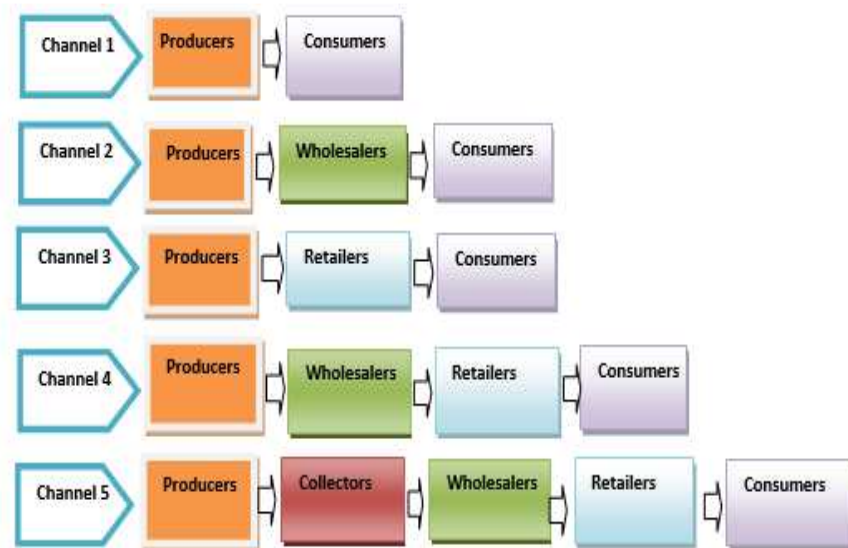 Channel 1 Producers Consumers
Channel 2 Producers Wholesalers Consumers
Channel 3 Producers Retailers Consumers
Channel 4 Producers Wholesalers Retailers Consumers
Channel 5 Producers Collectors Wholesalers Retailers Consumers